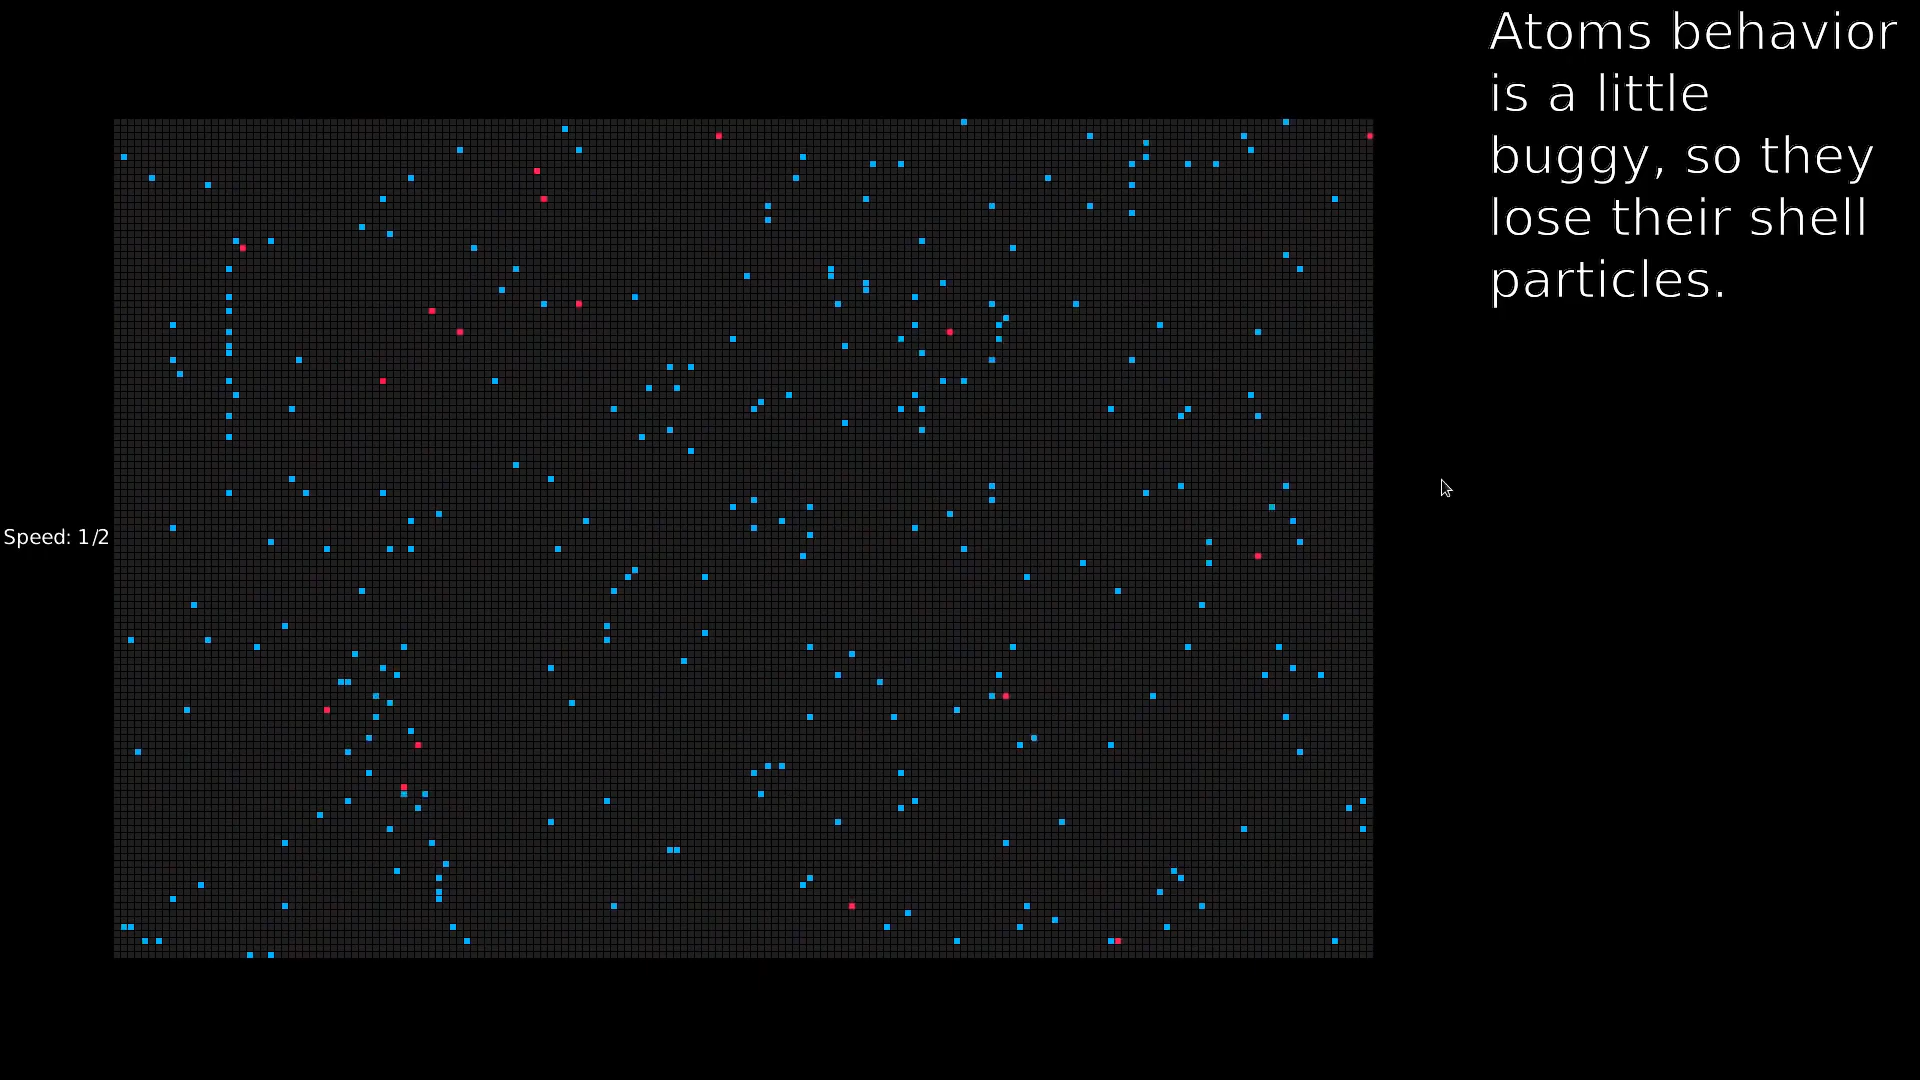 Atoms behavior
is a little
buggy, so they
lose their shell
particles.
Speed: 1/2